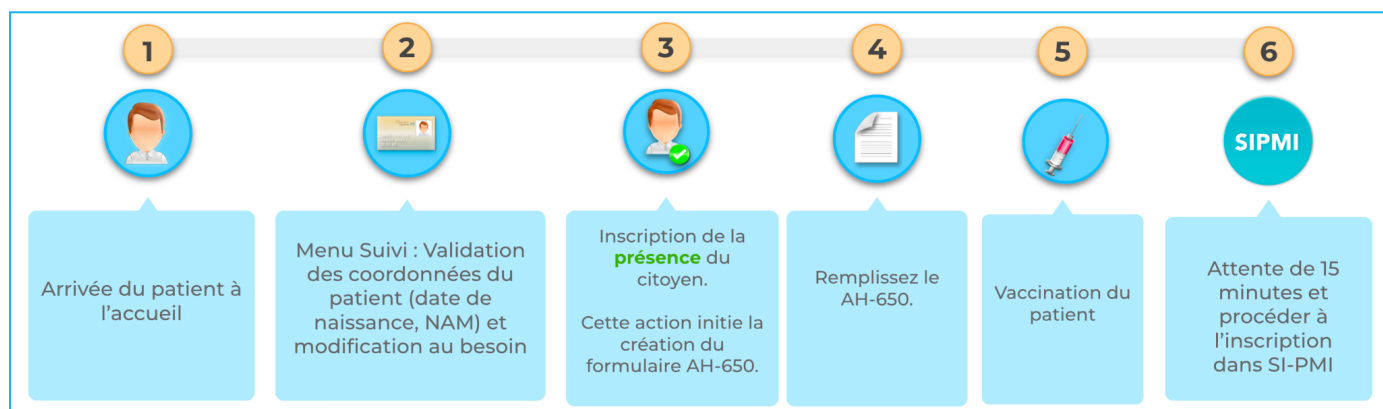 1
2
3
4
5
6
SIPMI
Arrivée du patient à
l'accueil
Menu Suivi : Validation
des coordonnées du
patient (date de
naissance, NAM) et
modification au besoin
Inscription de la
présence du
citoyen.
Cette action initie la
création du
formulaire AH-650.
Remplissez le
AH-650.
Vaccination du
patient
Attente de 15
minutes et
procéder à
l'inscription
dans SI-PMI